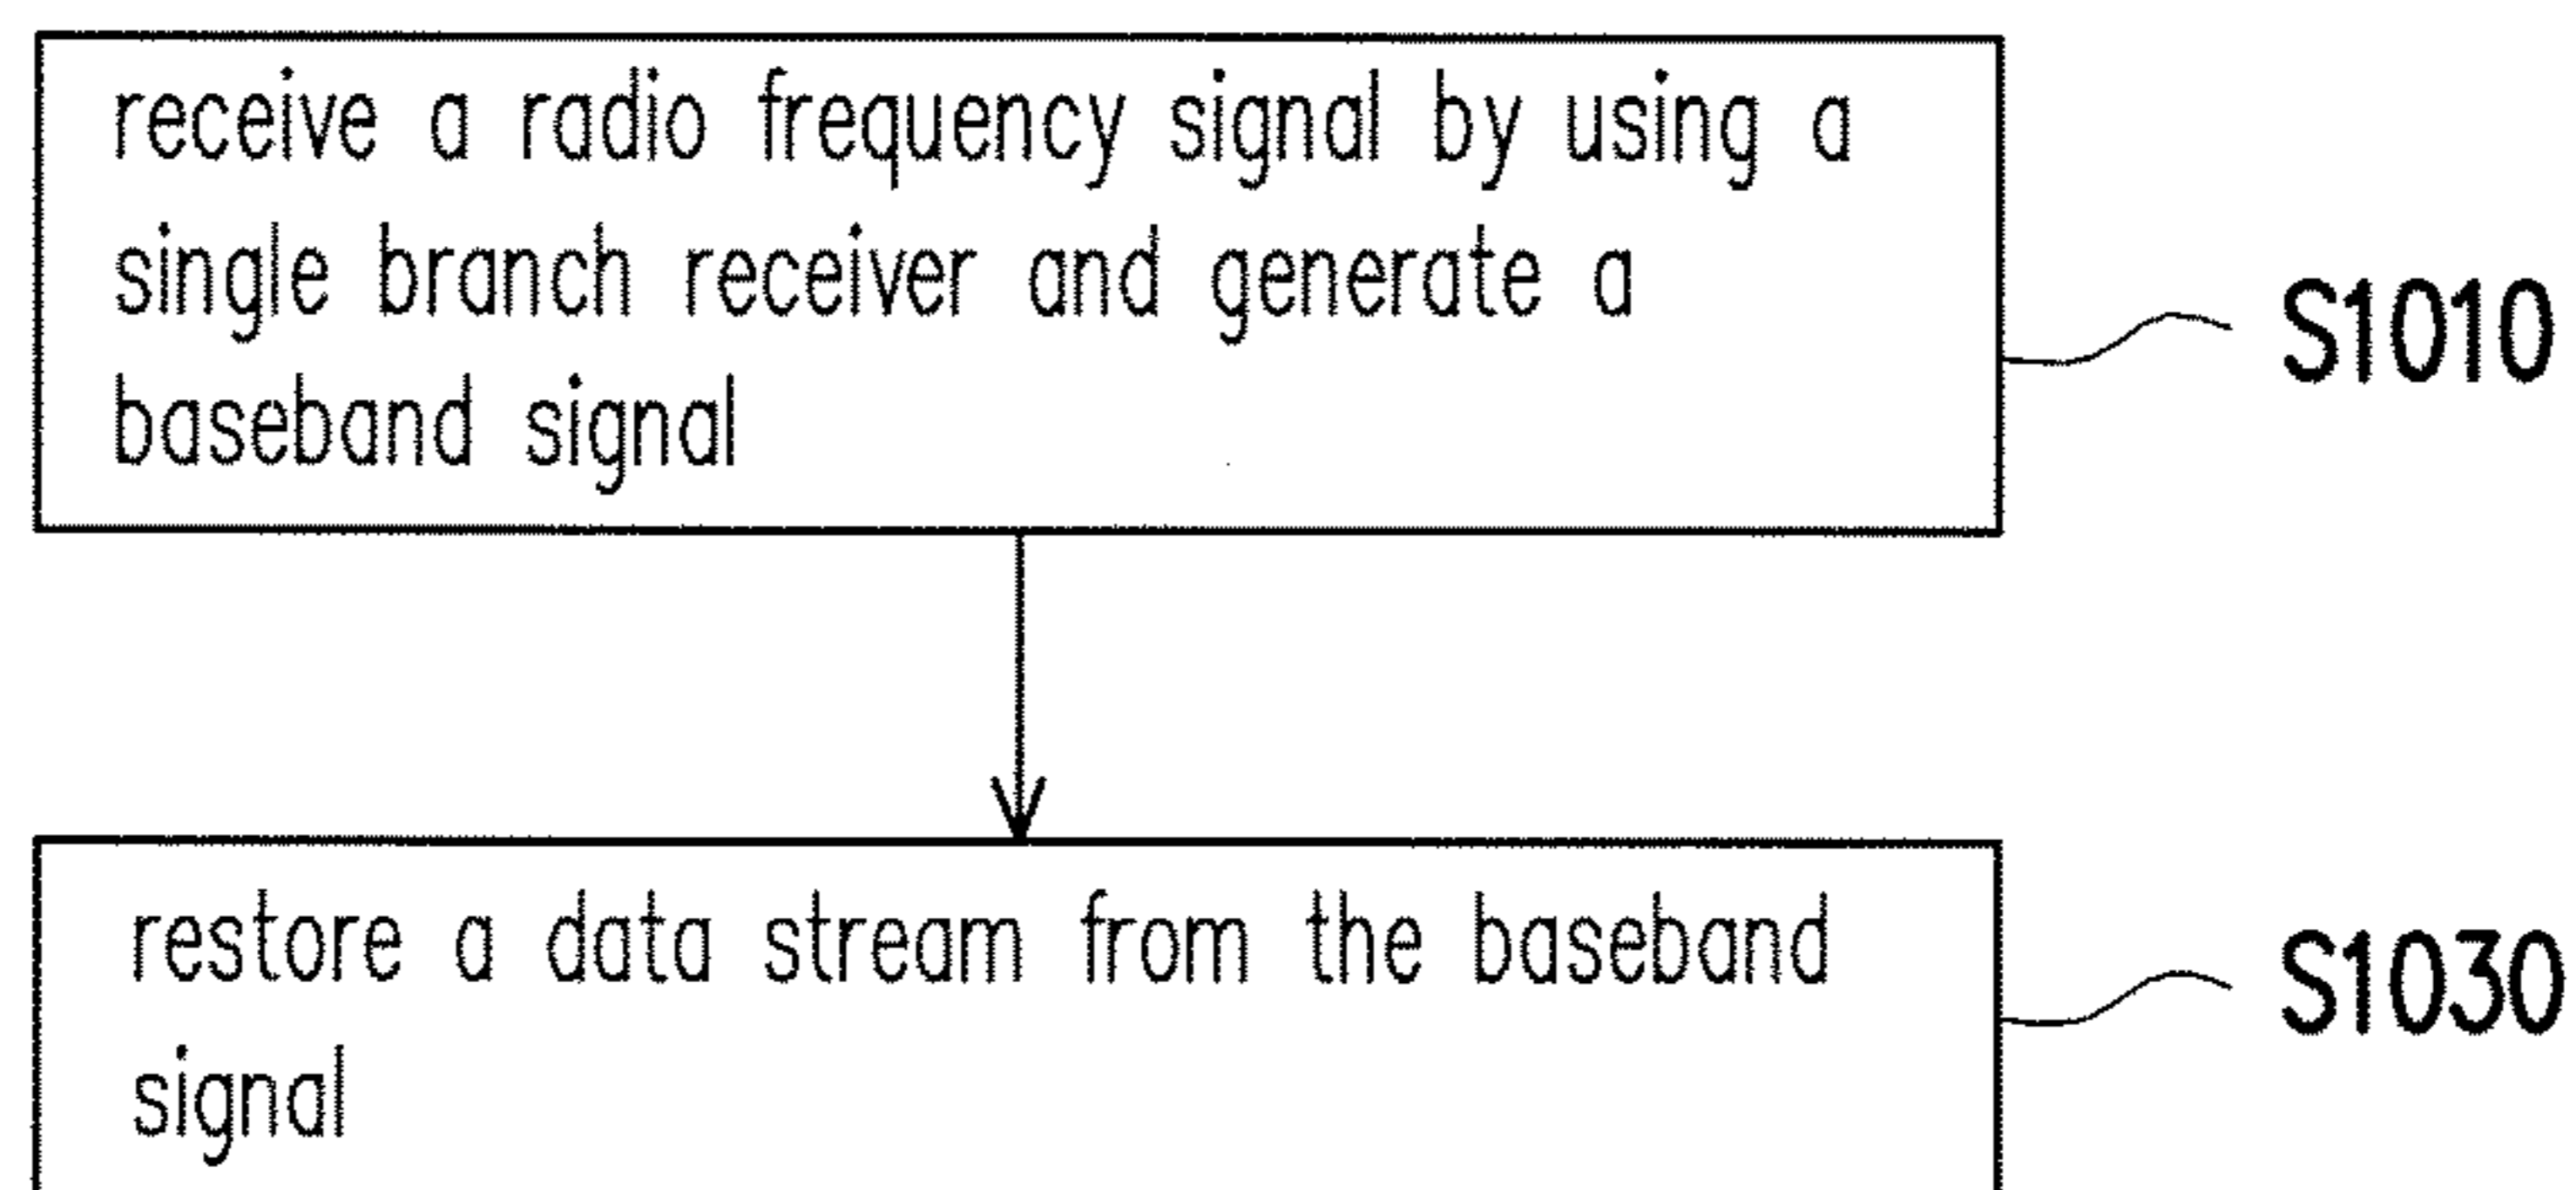 receive a radio frequency signal by using a
single branch receiver and generate a
baseband signal
S1010
restore a data stream from the baseband
signal
S1030